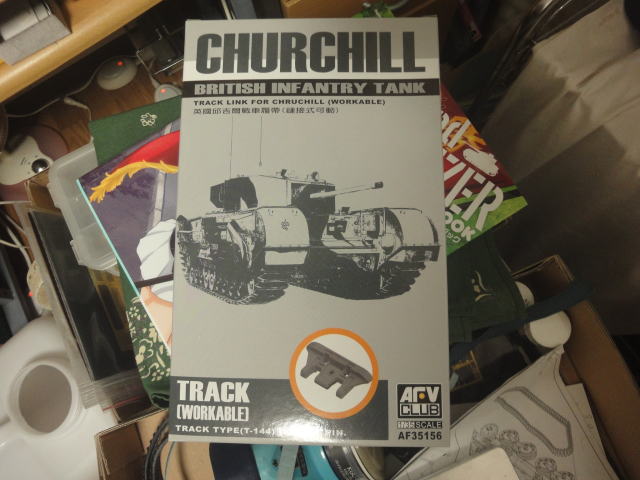 CHURCHILL
BRITISH INFANTRY TANK
TRACK LINK FOR CHRUCHILL (WORKABLE)
英國邱吉爾戰車履帶(鏈接式可動)
TRACK
(WORKABLE)
TRACK TYPE(T-144)
AFV
CLUB
1/35 SCALE
AF35156